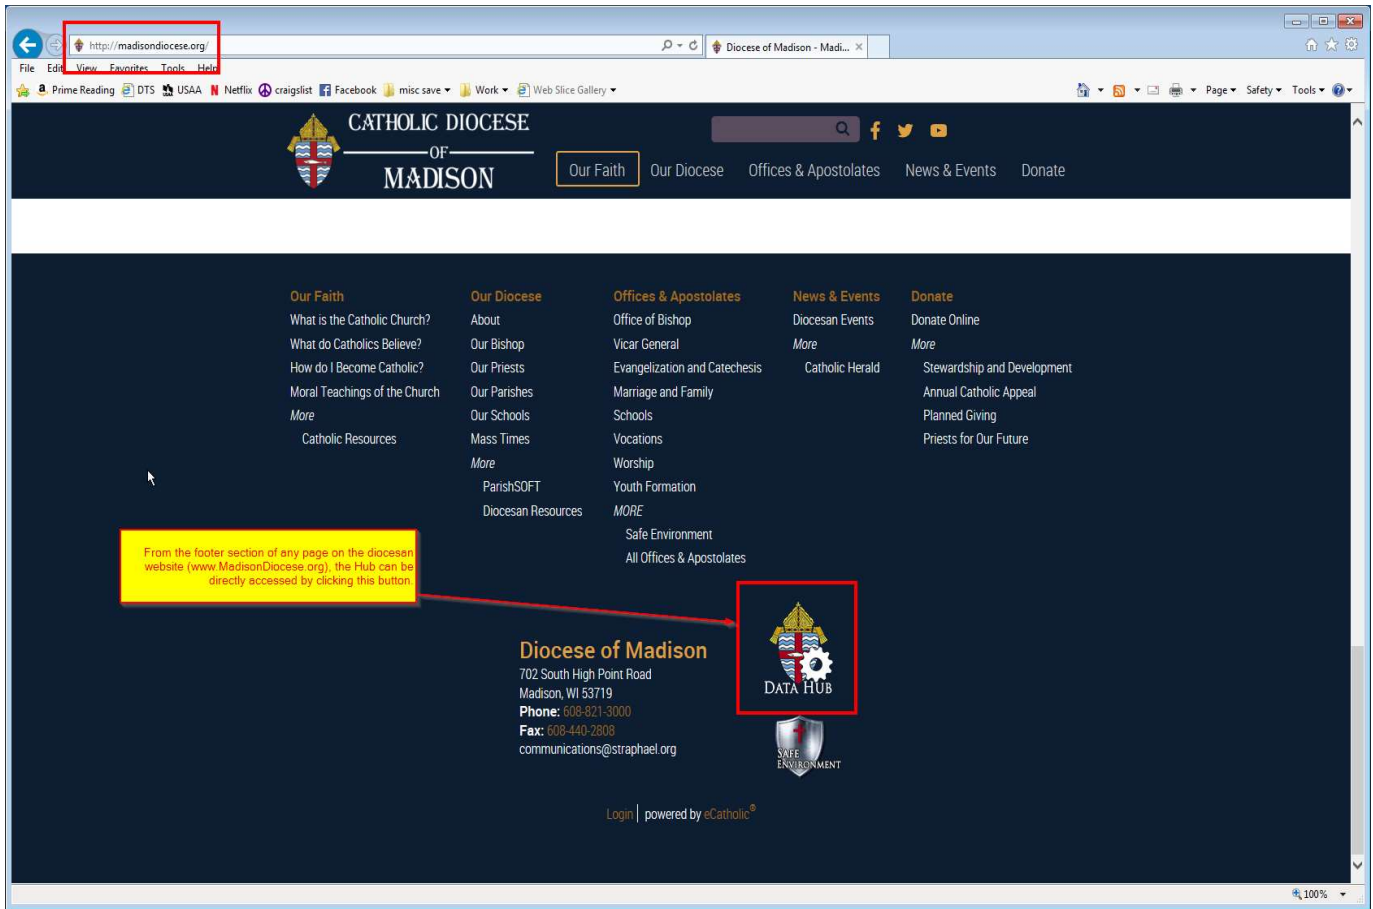 http://madisondiocese.org/
Diocese of Madison - Madi...
File Edit View Favorites Tools Help
Prime Reading DTS USAA Netflix craigslist Facebook misc save Work Web Slice Gallery
Page Safety Tools
CATHOLIC DIOCESE
OF
MADISON
Our Faith Our Diocese Offices & Apostolates News & Events Donate
Our Faith
What is the Catholic Church?
What do Catholics Believe?
How do I Become Catholic?
Moral Teachings of the Church
More
Catholic Resources
Our Diocese
About
Our Bishop
Our Priests
Our Parishes
Our Schools
Mass Times
More
ParishSOFT
Diocesan Resources
Offices & Apostolates
Office of Bishop
Vicar General
Evangelization and Catechesis
Marriage and Family
Schools
Vocations
Worship
Youth Formation
MORE
Safe Environment
All Offices & Apostolates
News & Events
Diocesan Events
More
Catholic Herald
Donate
Donate Online
More
Stewardship and Development
Annual Catholic Appeal
Planned Giving
Priests for Our Future
From the footer section of any page on the diocesan
website (www.MadisonDiocese.org), the Hub can be
directly accessed by clicking this button.
Diocese of Madison
702 South High Point Road
Madison, WI 53719
Phone: 608-821-3000
Fax: 608-440-2808
communications@straphael.org
DATA HUB
SAFE
ENVIRONMENT
Login | powered by eCatholic®
100%